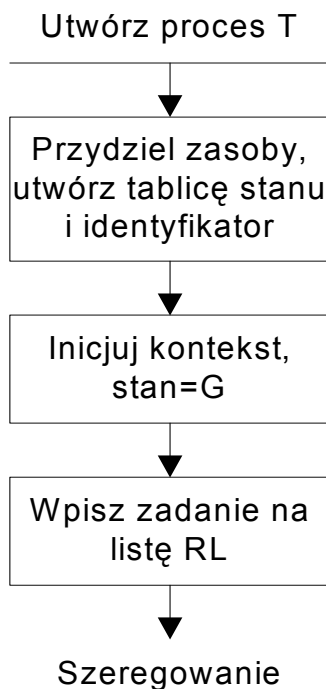 Utwórz proces T
Przydziel zasoby,
utwórz tablicę stanu
i identyfikator
Inicjuj kontekst,
stan=G
Wpisz zadanie na
listę RL
Szeregowanie